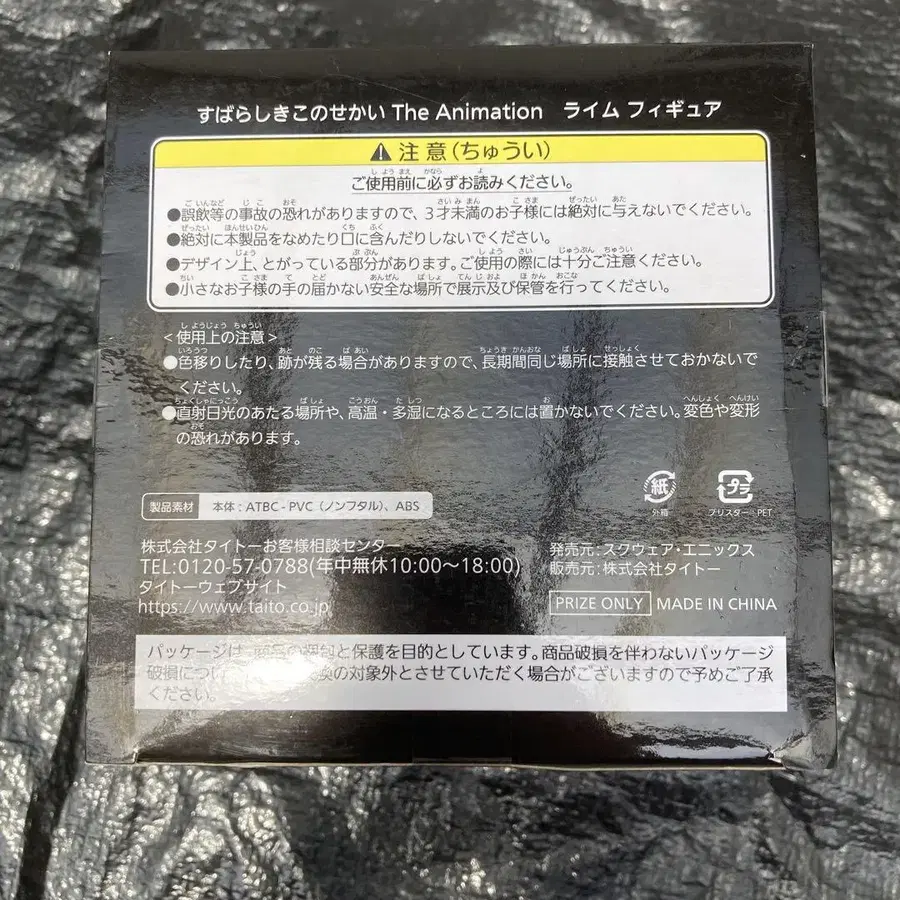 すばらしきこのせかい The Animation ライム フィギュア
⚠ 注意(ちゅうい)
ご使用前に必ずお読みください。
●誤飲等の事故の恐れがありますので、3才未満のお子様には絶対に与えないでください。
●絶対に本製品をなめたり口に含んだりしないでください。
●デザイン上、とがっている部分があります。ご使用の際には十分ご注意ください。
●小さなお子様の手の届かない安全な場所で展示及び保管を行ってください。
<使用上の注意>
●色移りしたり、跡が残る場合がありますので、長期間同じ場所に接触させておかないで
ください。
●直射日光のあたる場所や、高温・多湿になるところには置かないでください。変色や変形
の恐れがあります。
紙
外箱
プラ
ブリスター・PET
製品素材 本体:ATBC-PVC(ノンフタル)、ABS
株式会社タイトーお客様相談センター
TEL:0120-57-0788(年中無休10:00〜18:00)
タイトーウェブサイト
https://www.taito.co.jp
発売元:スクウェア・エニックス
販売元:株式会社タイトー
PRIZE ONLY MADE IN CHINA
パッケージは、商品の梱包と保護を目的としています。商品破損を伴わないパッケージ
破損につい の対象外とさせていただく場合がございますので予めご了承
ください。